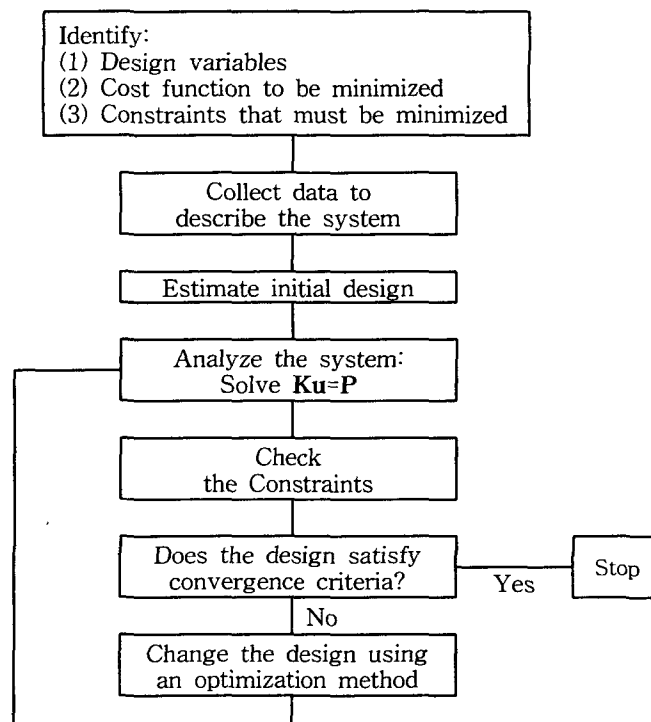 Identify:
(1) Design variables
(2) Cost function to be minimized
(3) Constraints that must be minimized
Collect data to
describe the system
Estimate initial design
Analyze the system:
Solve Ku=P
Check
the Constraints
Does the design satisfy
convergence criteria?
Yes
Stop
No
Change the design using
an optimization method